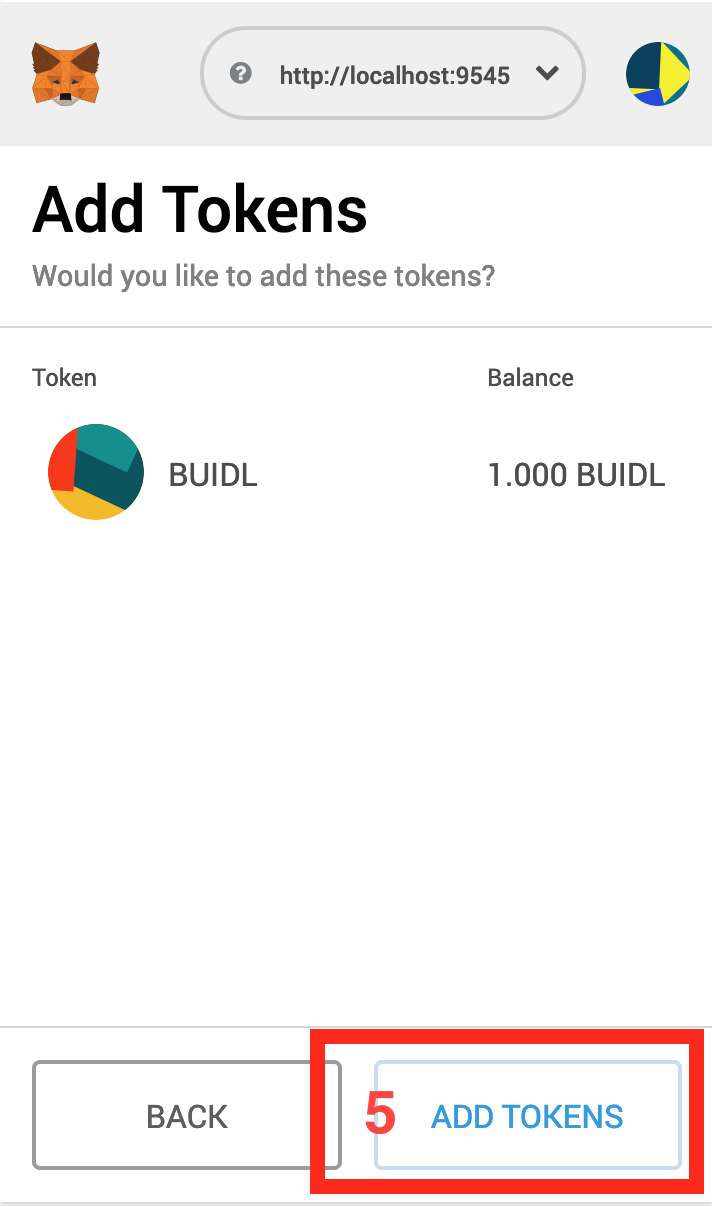 http://localhost:9545
Add Tokens
Would you like to add these tokens?
Token Balance
BUIDL 1.000 BUIDL
BACK 5 ADD TOKENS